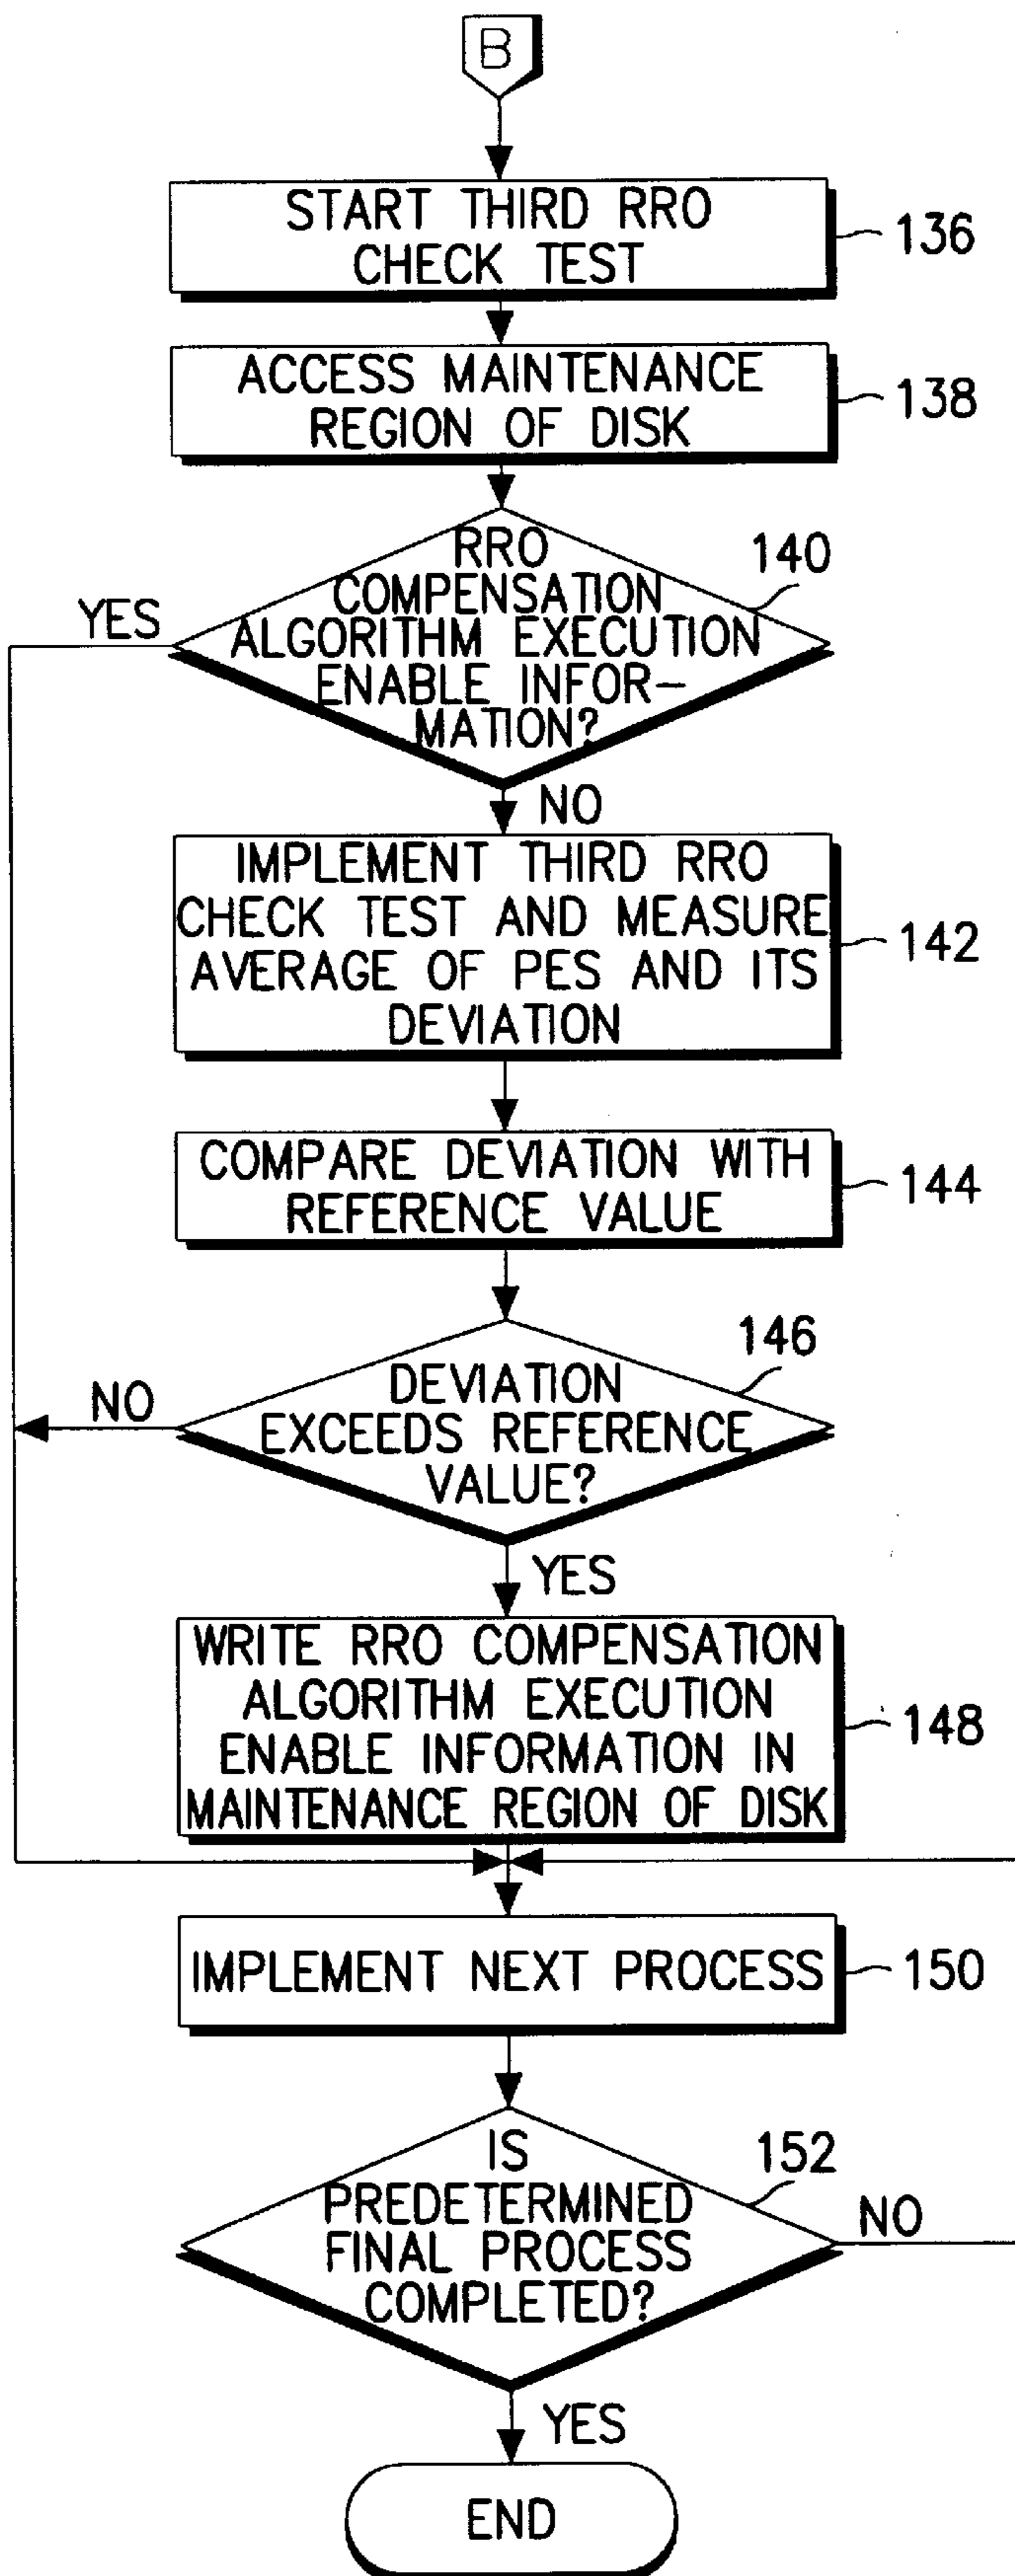 B
START THIRD RRO
CHECK TEST
136
ACCESS MAINTENANCE
REGION OF DISK
138
RRO
COMPENSATION
ALGORITHM EXECUTION
ENABLE INFOR-
MATION?
140
YES
NO
IMPLEMENT THIRD RRO
CHECK TEST AND MEASURE
AVERAGE OF PES AND ITS
DEVIATION
142
COMPARE DEVIATION WITH
REFERENCE VALUE
144
DEVIATION
EXCEEDS REFERENCE
VALUE?
146
NO
YES
WRITE RRO COMPENSATION
ALGORITHM EXECUTION
ENABLE INFORMATION IN
MAINTENANCE REGION OF DISK
148
IMPLEMENT NEXT PROCESS
150
IS
PREDETERMINED
FINAL PROCESS
COMPLETED?
152
NO
YES
END